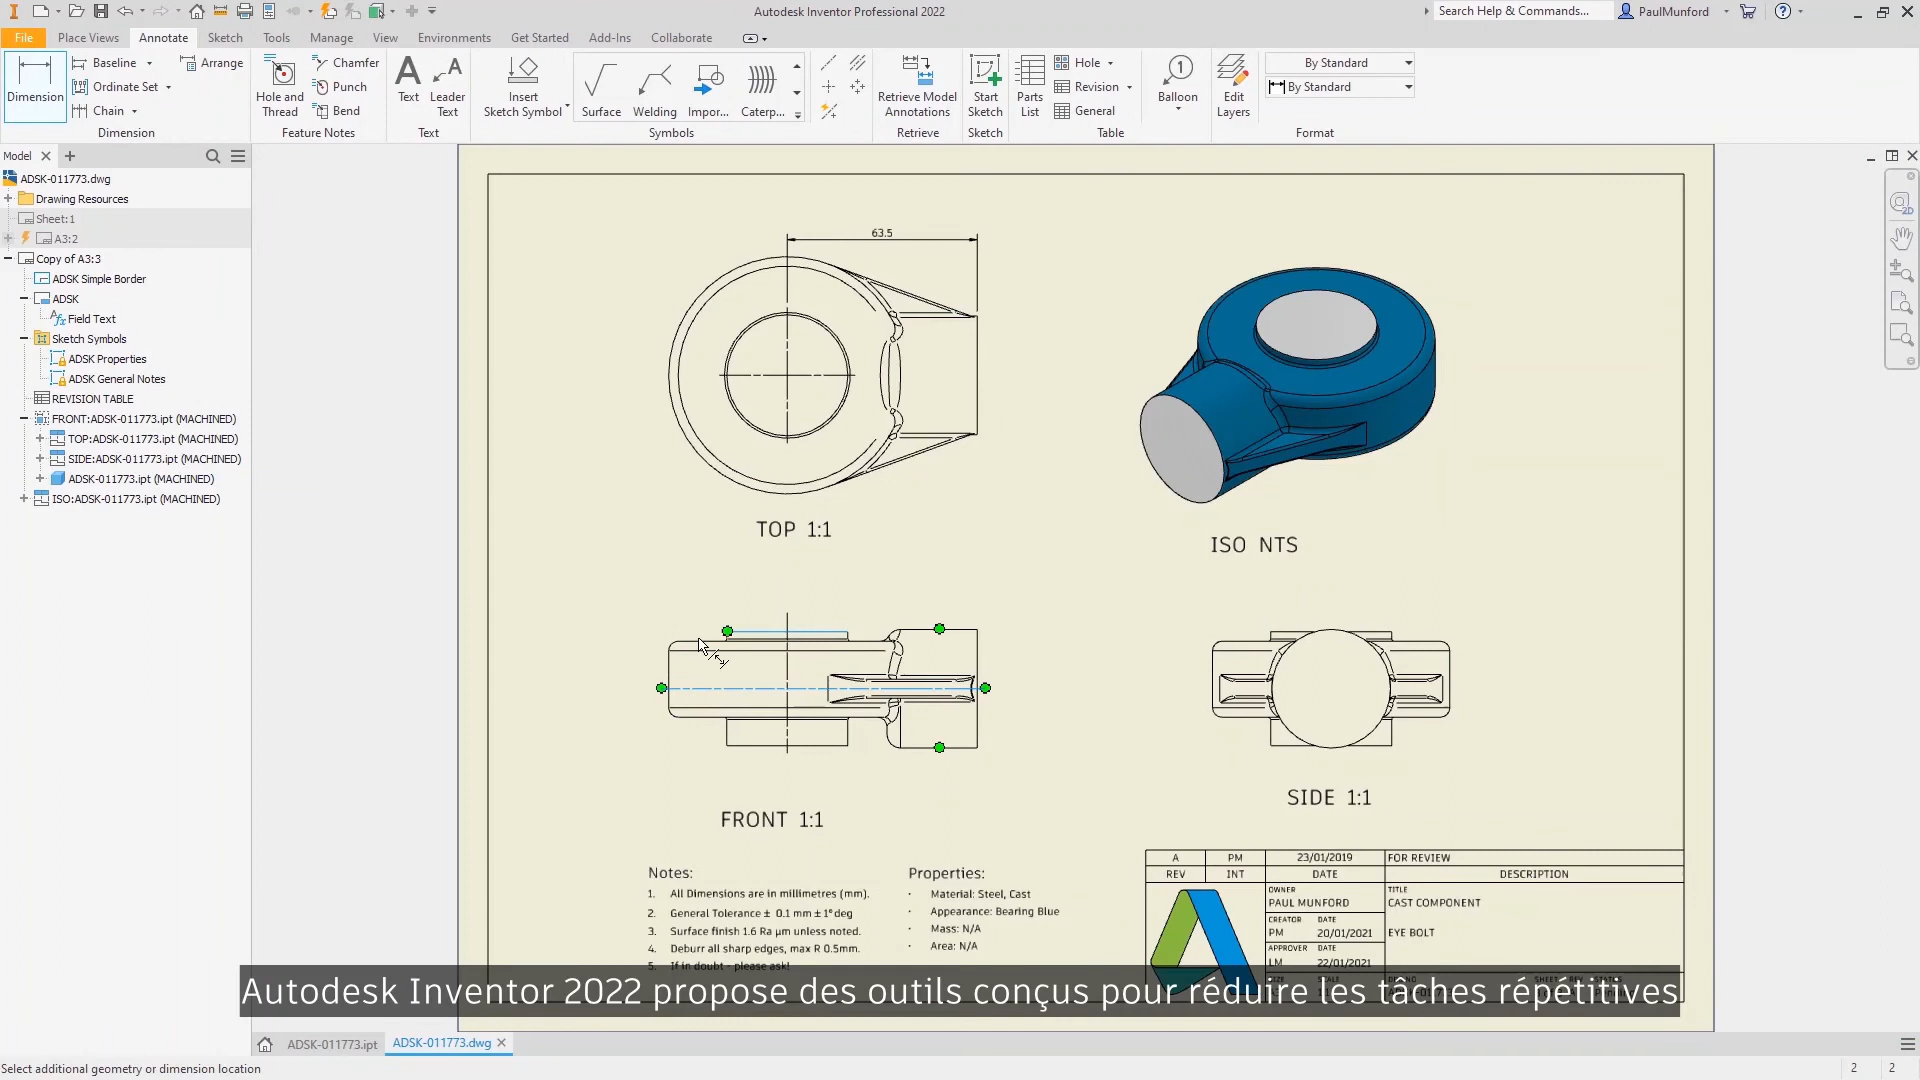 Autodesk Inventor Professional 2022
Search Help & Commands...
PaulMunford
File
Place Views
Annotate
Sketch
Tools
Manage
View
Environments
Get Started
Add-Ins
Collaborate
Dimension
Baseline
Ordinate Set
Chain
Arrange
Dimension
Hole and Thread
Chamfer
Punch
Bend
Feature Notes
Text
Leader Text
Text
Insert Sketch Symbol
Surface
Welding
Impor...
Caterp...
Symbols
Retrieve Model Annotations
Retrieve
Start Sketch
Sketch
Parts List
Hole
Revision
General
Table
Balloon
Edit Layers
By Standard
By Standard
Format
Model
ADSK-011773.dwg
Drawing Resources
Sheet:1
A3:2
Copy of A3:3
ADSK Simple Border
ADSK
Field Text
Sketch Symbols
ADSK Properties
ADSK General Notes
REVISION TABLE
FRONT:ADSK-011773.ipt (MACHINED)
TOP:ADSK-011773.ipt (MACHINED)
SIDE:ADSK-011773.ipt (MACHINED)
ADSK-011773.ipt (MACHINED)
ISO:ADSK-011773.ipt (MACHINED)
63.5
TOP 1:1
ISO NTS
FRONT 1:1
SIDE 1:1
Notes:
1. All Dimensions are in millimetres (mm).
2. General Tolerance ± 0.1 mm ± 1° deg
3. Surface finish 1.6 Ra µm unless noted.
4. Deburr all sharp edges, max R 0.5mm.
5. If in doubt - please ask!
Properties:
· Material: Steel, Cast
· Appearance: Bearing Blue
· Mass: N/A
· Area: N/A
A PM 23/01/2019 FOR REVIEW
REV INT DATE DESCRIPTION
OWNER
PAUL MUNFORD
TITLE
CAST COMPONENT
CREATOR DATE
PM 20/01/2021
EYE BOLT
APPROVER DATE
LM 22/01/2021
Autodesk Inventor 2022 propose des outils conçus pour réduire les tâches répétitives
ADSK-011773.ipt
ADSK-011773.dwg
Select additional geometry or dimension location
2 2